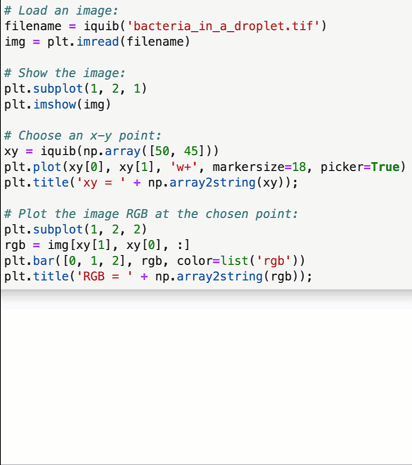 # Load an image:
filename = iquib('bacteria_in_a_droplet.tif')
img = plt.imread(filename)
# Show the image:
plt.subplot(1, 2, 1)
plt.imshow(img)
# Choose an x-y point:
xy = iquib(np.array([50, 45]))
plt.plot(xy[0], xy[1], 'w+', markersize=18, picker=True)
plt.title('xy = ' + np.array2string(xy));
# Plot the image RGB at the chosen point:
plt.subplot(1, 2, 2)
rgb = img[xy[1], xy[0], :]
plt.bar([0, 1, 2], rgb, color=list('rgb'))
plt.title('RGB = ' + np.array2string(rgb));